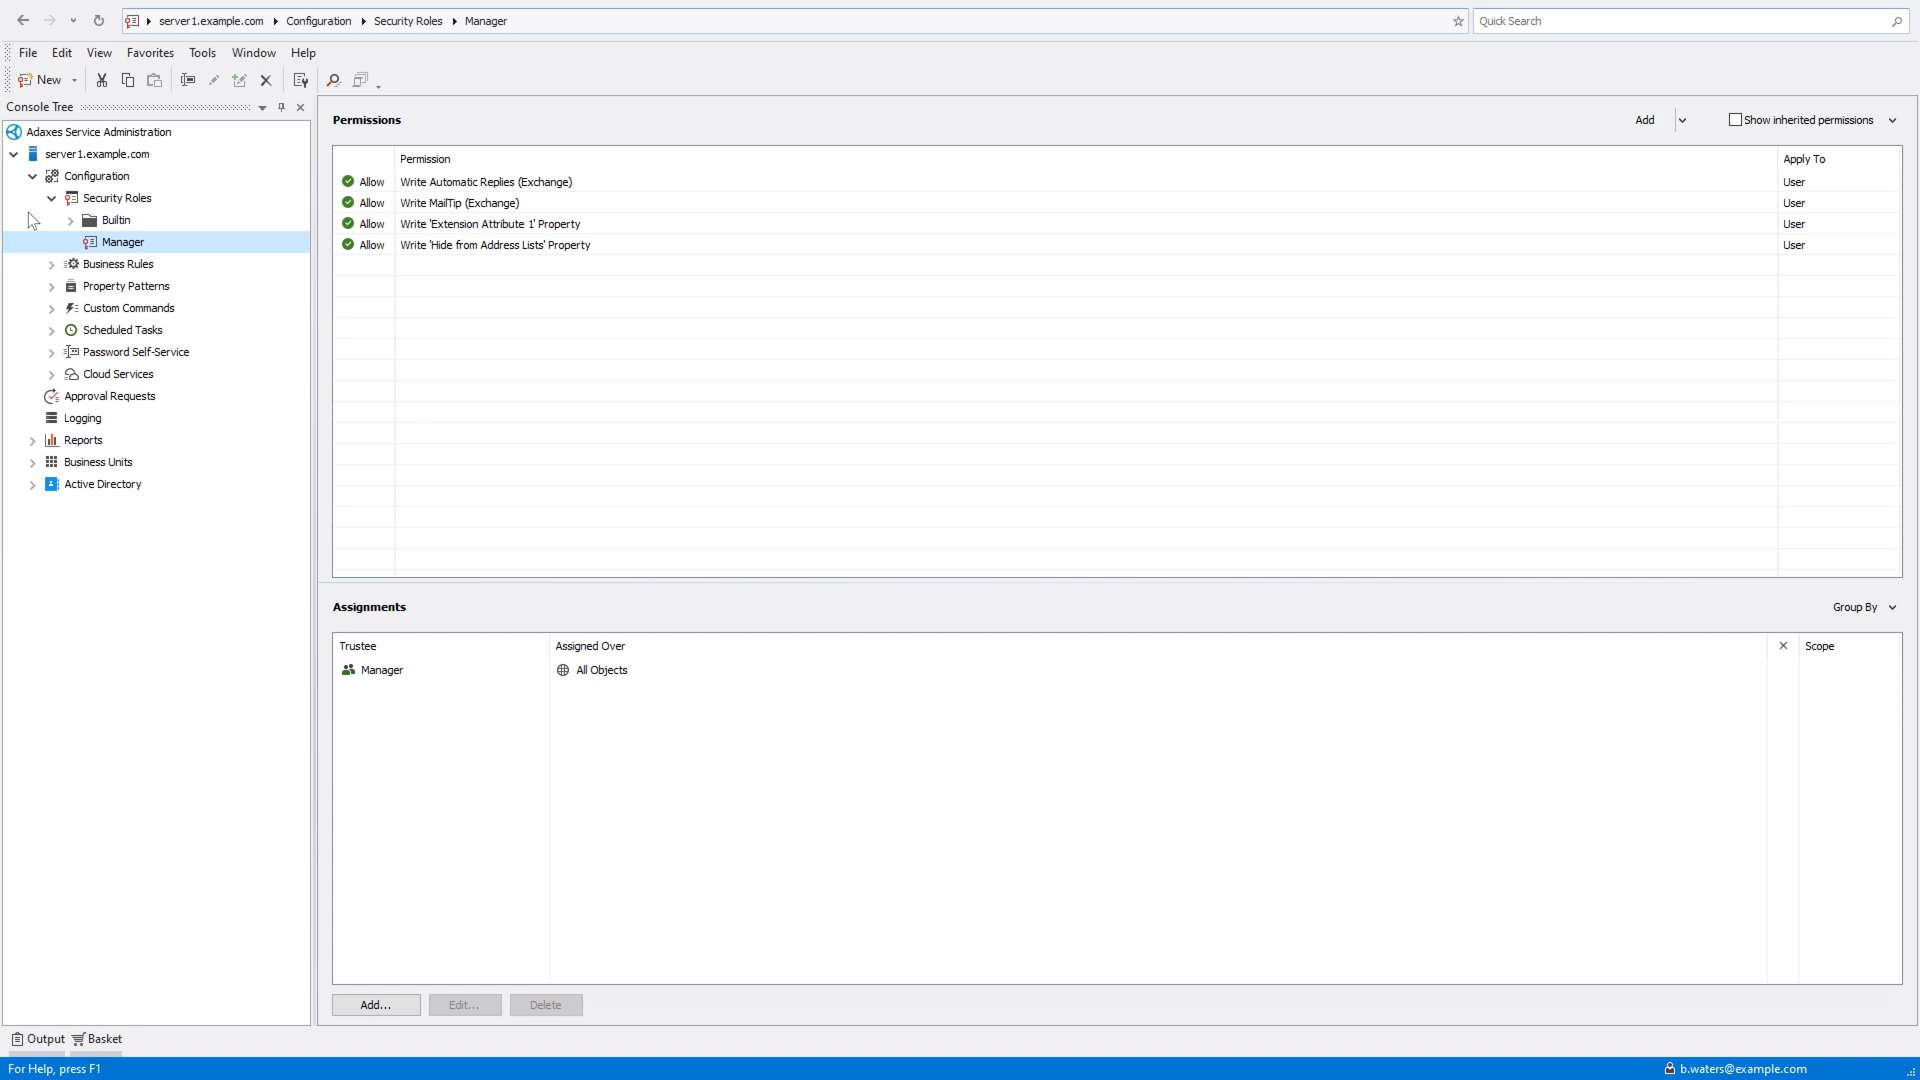 server1.example.com Configuration Security Roles Manager
Quick Search
File Edit View Favorites Tools Window Help
New
Console Tree
Adaxes Service Administration
server1.example.com
Configuration
Security Roles
Builtin
Manager
Business Rules
Property Patterns
Custom Commands
Scheduled Tasks
Password Self-Service
Cloud Services
Approval Requests
Logging
Reports
Business Units
Active Directory
Permissions Add Show inherited permissions
Permission Apply To
Allow Write Automatic Replies (Exchange) User
Allow Write MailTip (Exchange) User
Allow Write 'Extension Attribute 1' Property User
Allow Write 'Hide from Address Lists' Property User
Assignments Group By
Trustee Assigned Over Scope
Manager All Objects
Add... Edit... Delete
Output Basket
For Help, press F1 b.waters@example.com